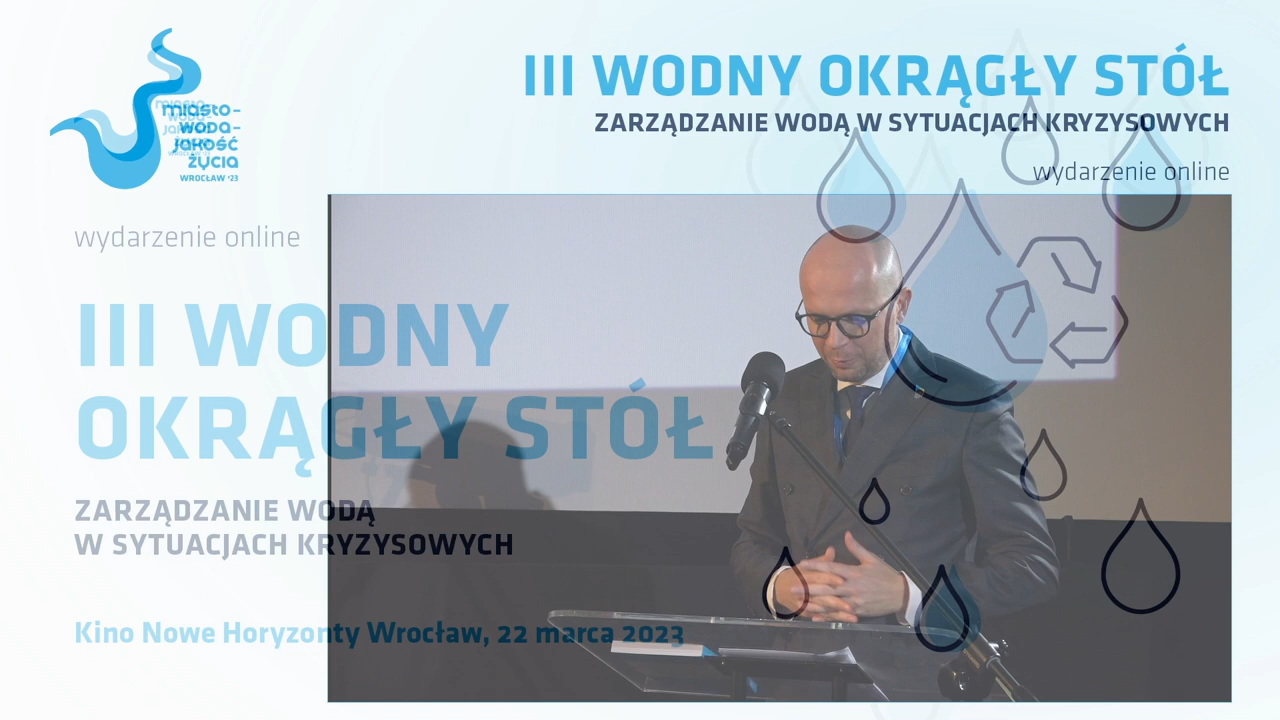 miasto-
woda-
jakość
życia
WROCŁAW '23
III WODNY OKRĄGŁY STÓŁ
ZARZĄDZANIE WODĄ W SYTUACJACH KRYZYSOWYCH
wydarzenie online
wydarzenie online
III WODNY
OKRĄGŁY STÓŁ
ZARZĄDZANIE WODĄ
W SYTUACJACH KRYZYSOWYCH
Kino Nowe Horyzonty Wrocław, 22 marca 2023